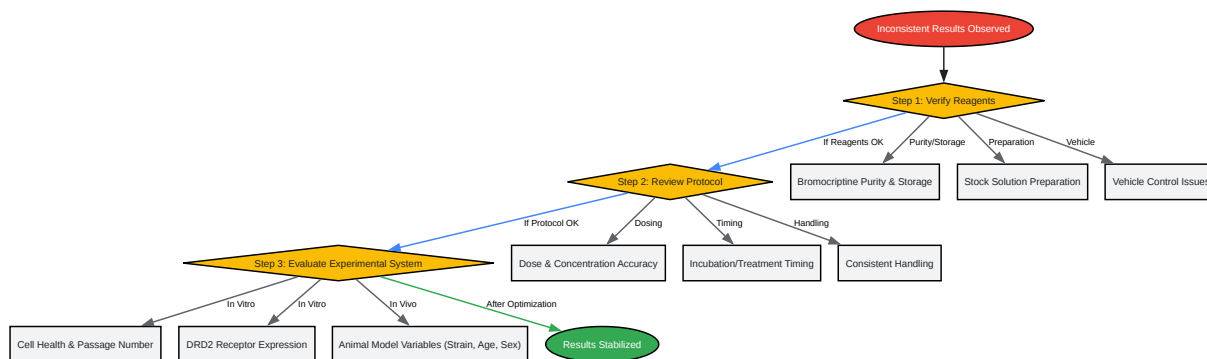 Inconsistent Results Observed
Step 1: Verify Reagents
If Reagents OK
Purity/Storage
Preparation
Vehicle
Step 2: Review Protocol
Bromocriptine Purity & Storage
Stock Solution Preparation
Vehicle Control Issues
If Protocol OK
Dosing
Timing
Handling
Step 3: Evaluate Experimental System
Dose & Concentration Accuracy
Incubation/Treatment Timing
Consistent Handling
In Vitro
In Vitro
In Vivo
After Optimization
Cell Health & Passage Number
DRD2 Receptor Expression
Animal Model Variables (Strain, Age, Sex)
Results Stabilized